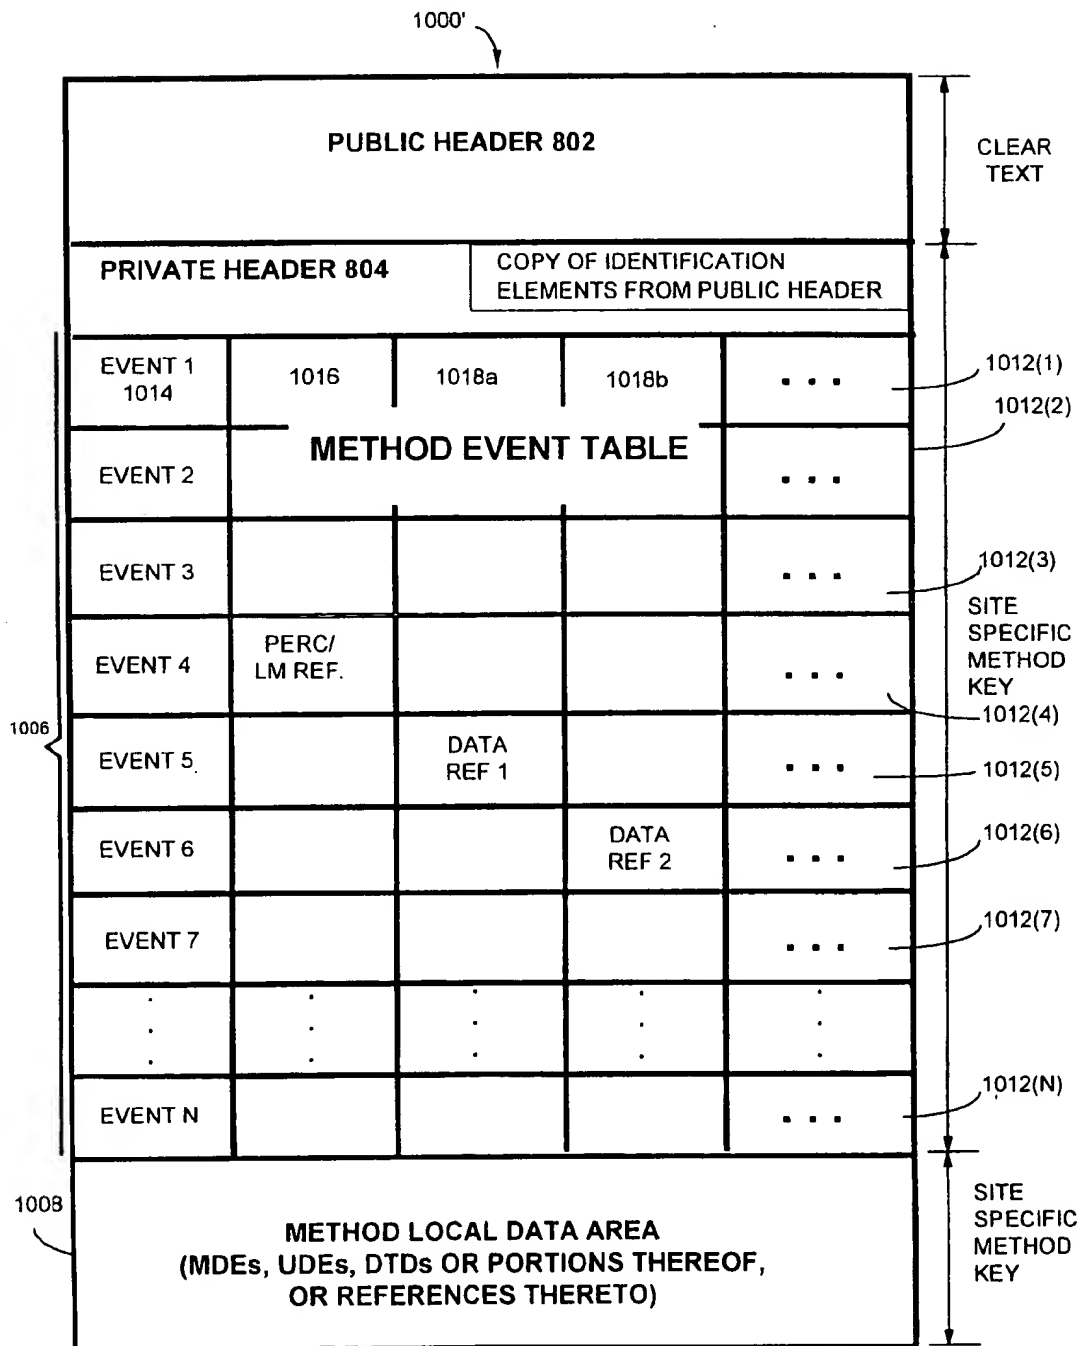 1000'
PUBLIC HEADER 802
CLEAR
TEXT
PRIVATE HEADER 804
COPY OF IDENTIFICATION
ELEMENTS FROM PUBLIC HEADER
EVENT 1
1014
1016
1018a
1018b
. . .
1012(1)
1012(2)
METHOD EVENT TABLE
EVENT 2
. . .
EVENT 3
. . .
1012(3)
SITE
SPECIFIC
METHOD
KEY
EVENT 4
PERC/
LM REF.
. . .
1012(4)
1006
EVENT 5
DATA
REF 1
. . .
1012(5)
EVENT 6
DATA
REF 2
. . .
1012(6)
EVENT 7
. . .
1012(7)
EVENT N
. . .
1012(N)
1008
METHOD LOCAL DATA AREA
(MDEs, UDEs, DTDs OR PORTIONS THEREOF,
OR REFERENCES THERETO)
SITE
SPECIFIC
METHOD
KEY